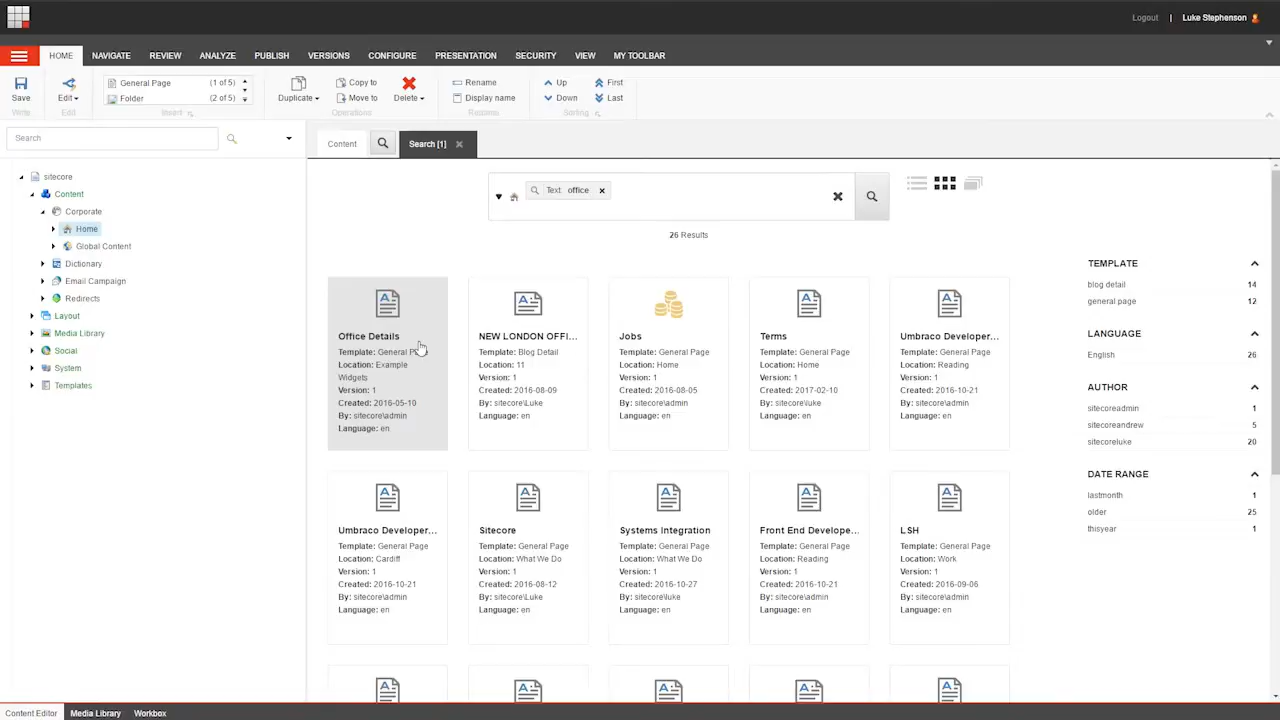 Logout | Luke Stephenson
HOME NAVIGATE REVIEW ANALYZE PUBLISH VERSIONS CONFIGURE PRESENTATION SECURITY VIEW MY TOOLBAR
General Page (1 of 5)
Folder (2 of 5)
Save
Edit
Duplicate
Copy to
Move to
Delete
Rename
Display name
Up
Down
First
Last
Write
Edit
Insert
Operations
Rename
Sorting
Search
Content
Search [1]
sitecore
Content
Corporate
Home
Global Content
Dictionary
Email Campaign
Redirects
Layout
Media Library
Social
System
Templates
Text office
26 Results
Office Details
Template: General Pa
Location: Example
Widgets
Version: 1
Created: 2016-05-10
By: sitecore\admin
Language: en
NEW LONDON OFFI...
Template: Blog Detail
Location: 11
Version: 1
Created: 2016-08-09
By: sitecore\Luke
Language: en
Jobs
Template: General Page
Location: Home
Version: 1
Created: 2016-08-05
By: sitecore\admin
Language: en
Terms
Template: General Page
Location: Home
Version: 1
Created: 2017-02-10
By: sitecore\Luke
Language: en
Umbraco Developer...
Template: General Page
Location: Reading
Version: 1
Created: 2016-10-21
By: sitecore\admin
Language: en
Umbraco Developer...
Template: General Page
Location: Cardiff
Version: 1
Created: 2016-10-21
By: sitecore\admin
Language: en
Sitecore
Template: General Page
Location: What We Do
Version: 1
Created: 2016-08-12
By: sitecore\Luke
Language: en
Systems Integration
Template: General Page
Location: What We Do
Version: 1
Created: 2016-10-27
By: sitecore\luke
Language: en
Front End Develope...
Template: General Page
Location: Reading
Version: 1
Created: 2016-10-21
By: sitecore\admin
Language: en
LSH
Template: General Page
Location: Work
Version: 1
Created: 2016-09-06
By: sitecore\admin
Language: en
TEMPLATE
blog detail 14
general page 12
LANGUAGE
English 26
AUTHOR
sitecoreadmin 1
sitecoreandrew 5
sitecoreluke 20
DATE RANGE
lastmonth 1
older 25
thisyear 1
Content Editor Media Library Workbox